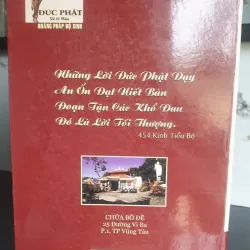 ĐỨC PHẬT
HOẰNG PHÁP ĐỘ SINH
Những Lời Đức Phật Dạy
An Ổn Đạt Niết Bàn
Đoạn Tận Các Khổ Đau
Đó Là Lời Tối Thượng.
454 Kinh Tiểu Bộ
CHÙA BỒ ĐỀ
25 Đường Vi Ba
P.1, TP Vũng Tàu